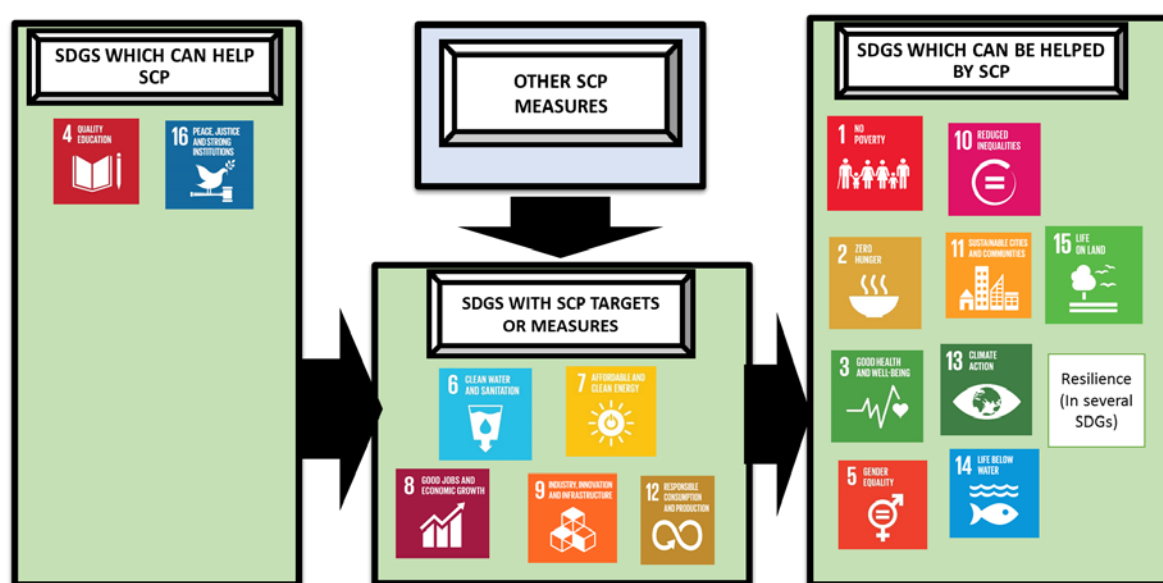 SDGS WHICH CAN HELP
SCP
4 QUALITY
EDUCATION
16 PEACE, JUSTICE
AND STRONG
INSTITUTIONS
OTHER SCP
MEASURES
SDGS WITH SCP TARGETS
OR MEASURES
6 CLEAN WATER
AND SANITATION
7 AFFORDABLE AND
CLEAN ENERGY
8 GOOD JOBS AND
ECONOMIC GROWTH
9 INDUSTRY, INNOVATION
AND INFRASTRUCTURE
12 RESPONSIBLE
CONSUMPTION
AND PRODUCTION
SDGS WHICH CAN BE HELPED
BY SCP
1 NO
POVERTY
10 REDUCED
INEQUALITIES
2 ZERO
HUNGER
11 SUSTAINABLE CITIES
AND COMMUNITIES
15 LIFE
ON LAND
3 GOOD HEALTH
AND WELL-BEING
13 CLIMATE
ACTION
Resilience
(In several
SDGs)
5 GENDER
EQUALITY
14 LIFE BELOW
WATER